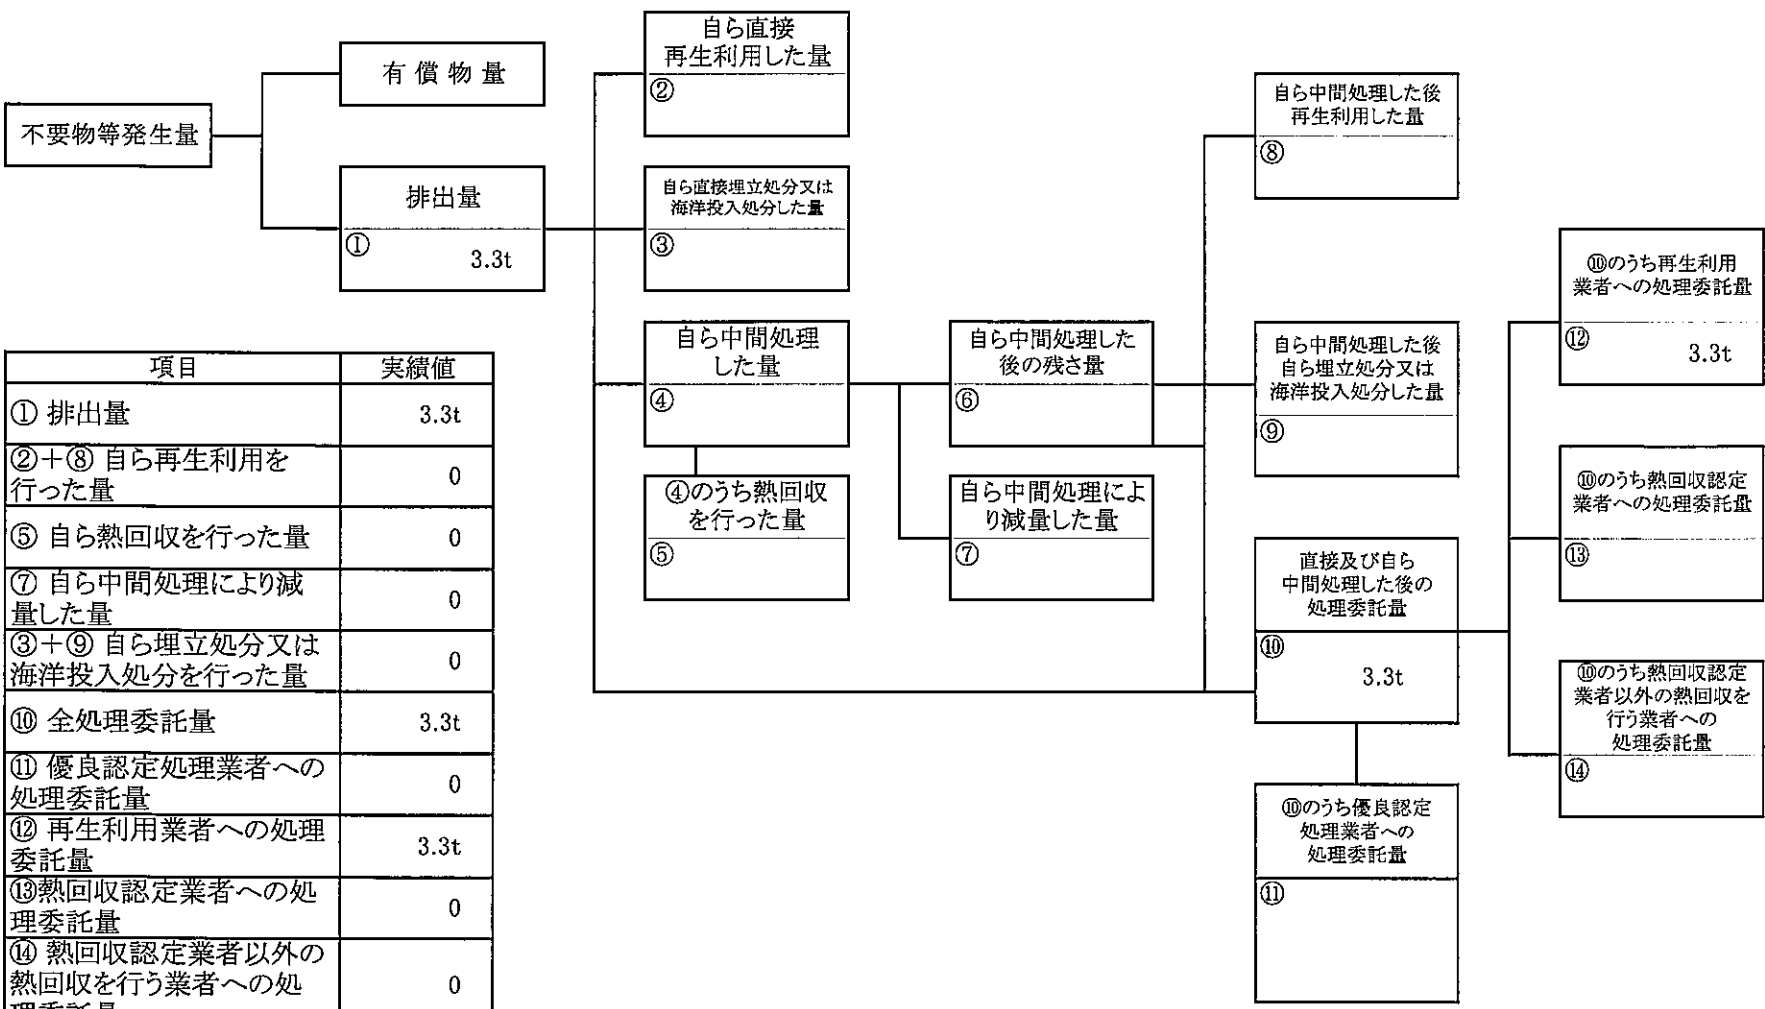 不要物等発生量
有償物量
排出量
①
3.3t
自ら直接
再生利用した量
②
自ら直接埋立処分又は
海洋投入処分した量
③
自ら中間処理
した量
④
④のうち熱回収
を行った量
⑤
自ら中間処理した
後の残さ量
⑥
自ら中間処理によ
り減量した量
⑦
自ら中間処理した後
再生利用した量
⑧
自ら中間処理した後
自ら埋立処分又は
海洋投入処分した量
⑨
直接及び自ら
中間処理した後の
処理委託量
⑩
3.3t
⑩のうち優良認定
処理業者への
処理委託量
⑪
⑩のうち再生利用
業者への処理委託量
⑫
3.3t
⑩のうち熱回収認定
業者への処理委託量
⑬
⑩のうち熱回収認定
業者以外の熱回収を
行う業者への
処理委託量
⑭
項目 実績値
① 排出量 3.3t
②+⑧ 自ら再生利用を
行った量 0
⑤ 自ら熱回収を行った量 0
⑦ 自ら中間処理により減
量した量 0
③+⑨ 自ら埋立処分又は
海洋投入処分を行った量 0
⑩ 全処理委託量 3.3t
⑪ 優良認定処理業者への
処理委託量 0
⑫ 再生利用業者への処理
委託量 3.3t
⑬熱回収認定業者への処
理委託量 0
⑭ 熱回収認定業者以外の
熱回収を行う業者への処 0